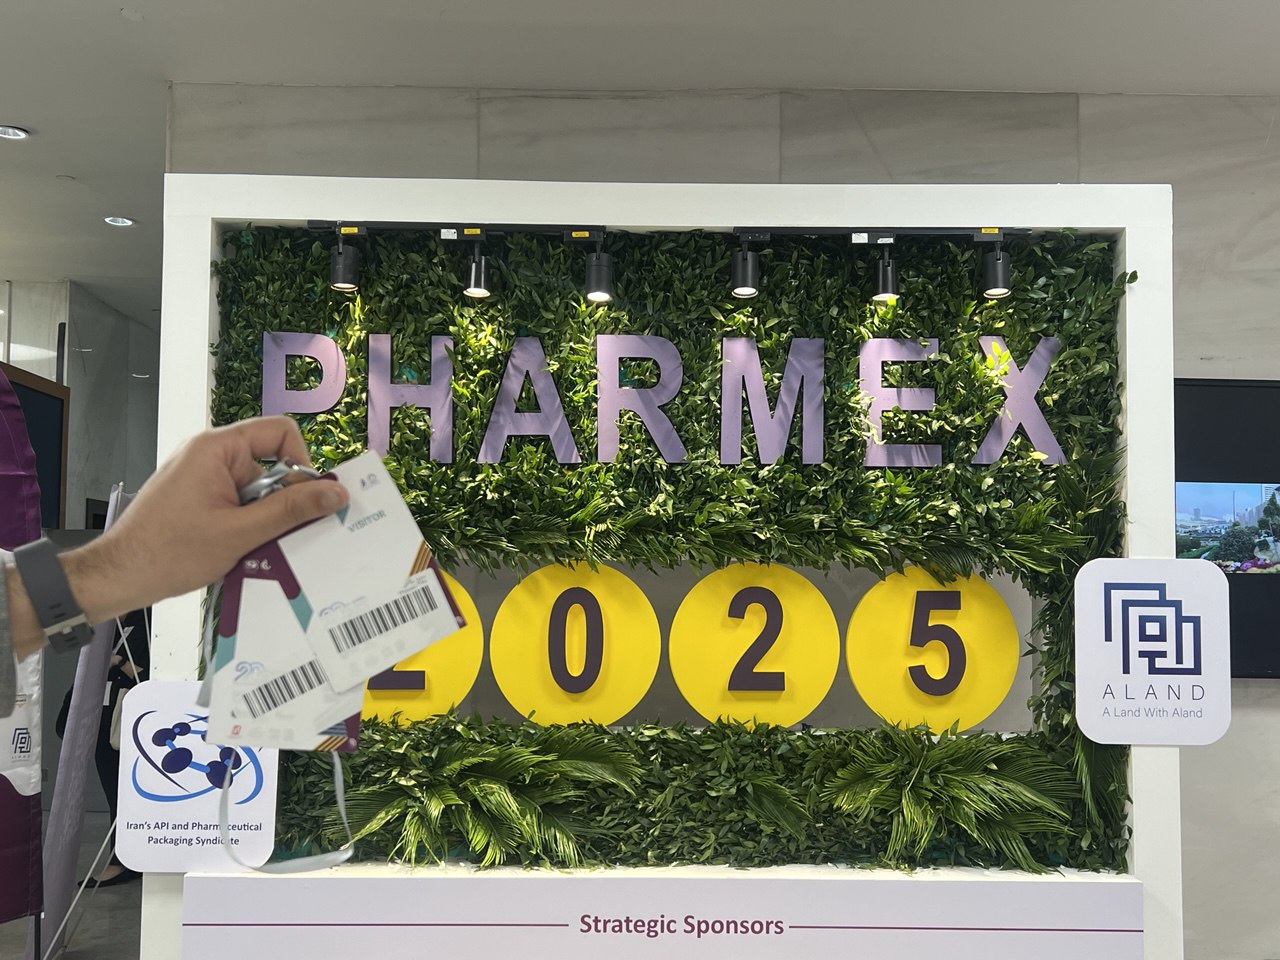 PHARMEX
2025
VISITOR
ALAND
A Land With Aland
Iran's API and Pharmaceutical
Packaging Syndicate
Strategic Sponsors